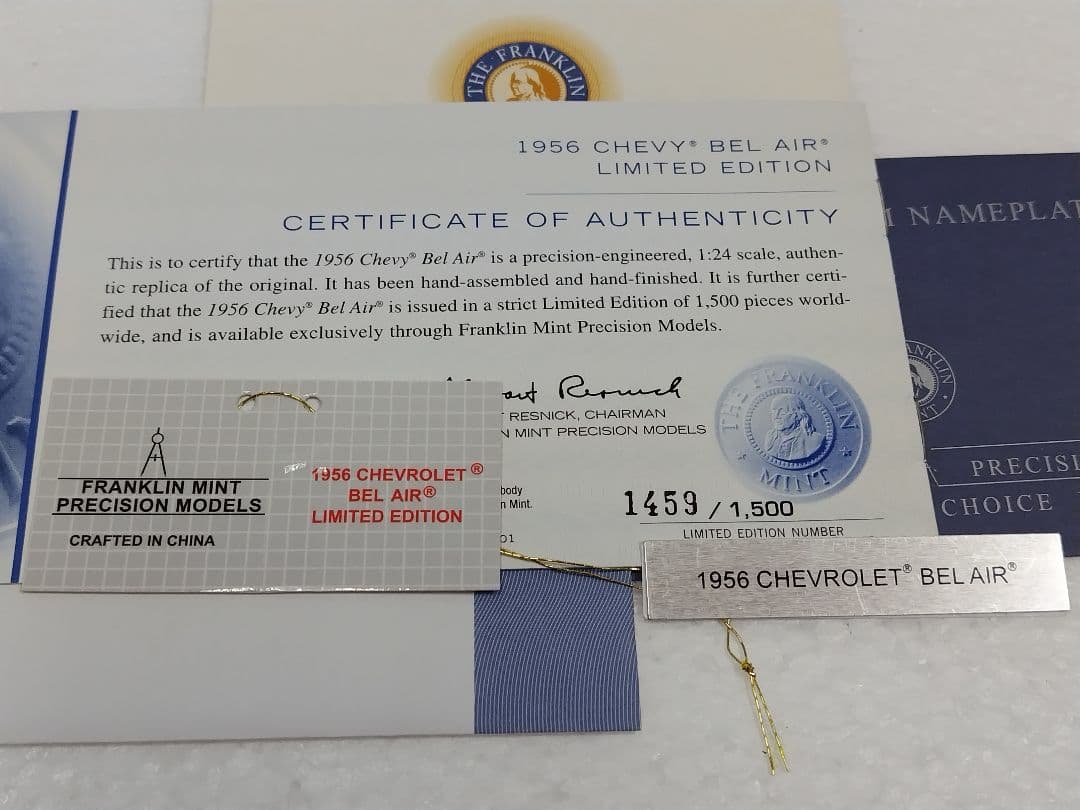 THE FRANKLIN
1956 CHEVY® BEL AIR®
LIMITED EDITION
CERTIFICATE OF AUTHENTICITY
This is to certify that the 1956 Chevy® Bel Air® is a precision-engineered, 1:24 scale, authen-
tic replica of the original. It has been hand-assembled and hand-finished. It is further certi-
fied that the 1956 Chevy® Bel Air® is issued in a strict Limited Edition of 1,500 pieces world-
wide, and is available exclusively through Franklin Mint Precision Models.
RESNICK, CHAIRMAN
MINT PRECISION MODELS
THE FRANKLIN
MINT
body
Mint.
1459 / 1,500
LIMITED EDITION NUMBER
FRANKLIN MINT
PRECISION MODELS
CRAFTED IN CHINA
1956 CHEVROLET®
BEL AIR®
LIMITED EDITION
1956 CHEVROLET® BEL AIR®
NAMEPLAT
PRECISI
CHOICE